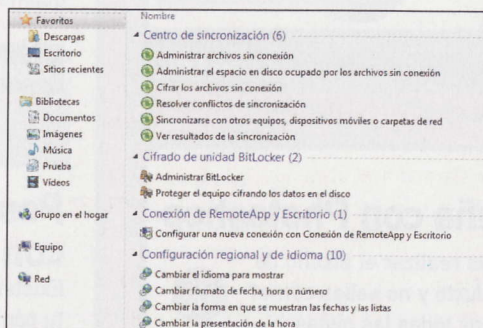 Favoritos
Descargas
Escritorio
Sitios recientes
Bibliotecas
Documentos
Imágenes
Música
Prueba
Vídeos
Grupo en el hogar
Equipo
Red
Nombre
Centro de sincronización (6)
Administrar archivos sin conexión
Administrar el espacio en disco ocupado por los archivos sin conexión
Cifrar los archivos sin conexión
Resolver conflictos de sincronización
Sincronizarse con otros equipos, dispositivos móviles o carpetas de red
Ver resultados de la sincronización
Cifrado de unidad BitLocker (2)
Administrar BitLocker
Proteger el equipo cifrando los datos en el disco
Conexión de RemoteApp y Escritorio (1)
Configurar una nueva conexión con Conexión de RemoteApp y Escritorio
Configuración regional y de idioma (10)
Cambiar el idioma para mostrar
Cambiar formato de fecha, hora o número
Cambiar la forma en que se muestran las fechas y las listas
Cambiar la presentación de la hora